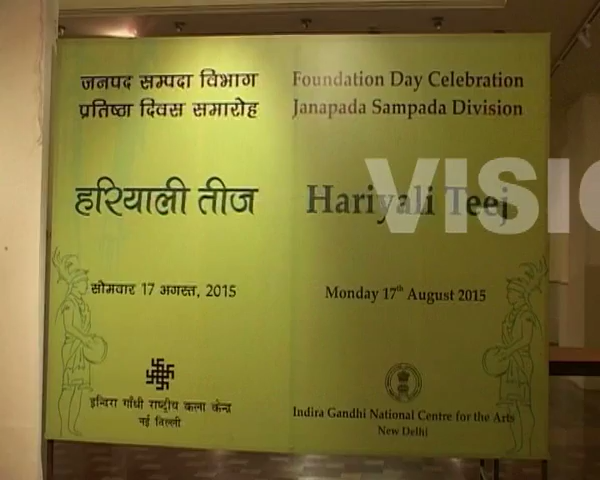 जनपद सम्पदा विभाग
प्रतिष्ठा दिवस समारोह
हरियाली तीज
सोमवार 17 अगस्त, 2015
इन्दिरा गाँधी राष्ट्रीय कला केन्द्र
नई दिल्ली
Foundation Day Celebration
Janapada Sampada Division
Hariyali Teej
Monday 17th August 2015
Indira Gandhi National Centre for the Arts
New Delhi
VISI